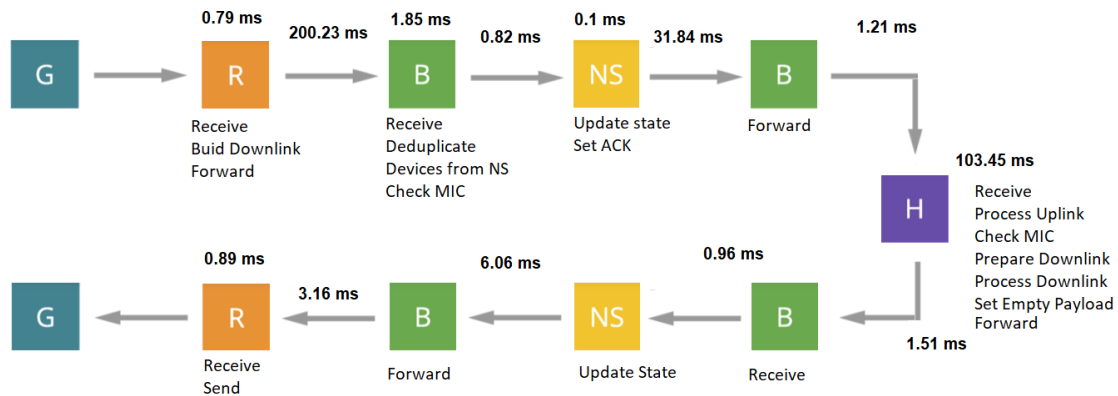 0.79 ms
200.23 ms
1.85 ms
0.82 ms
0.1 ms
31.84 ms
1.21 ms
G
R
B
NS
B
Receive
Buid Downlink
Forward
Receive
Deduplicate
Devices from NS
Check MIC
Update state
Set ACK
Forward
103.45 ms
H
Receive
Process Uplink
Check MIC
Prepare Downlink
Process Downlink
Set Empty Payload
Forward
1.51 ms
0.89 ms
3.16 ms
6.06 ms
0.96 ms
G
R
B
NS
B
Receive
Send
Forward
Update State
Receive